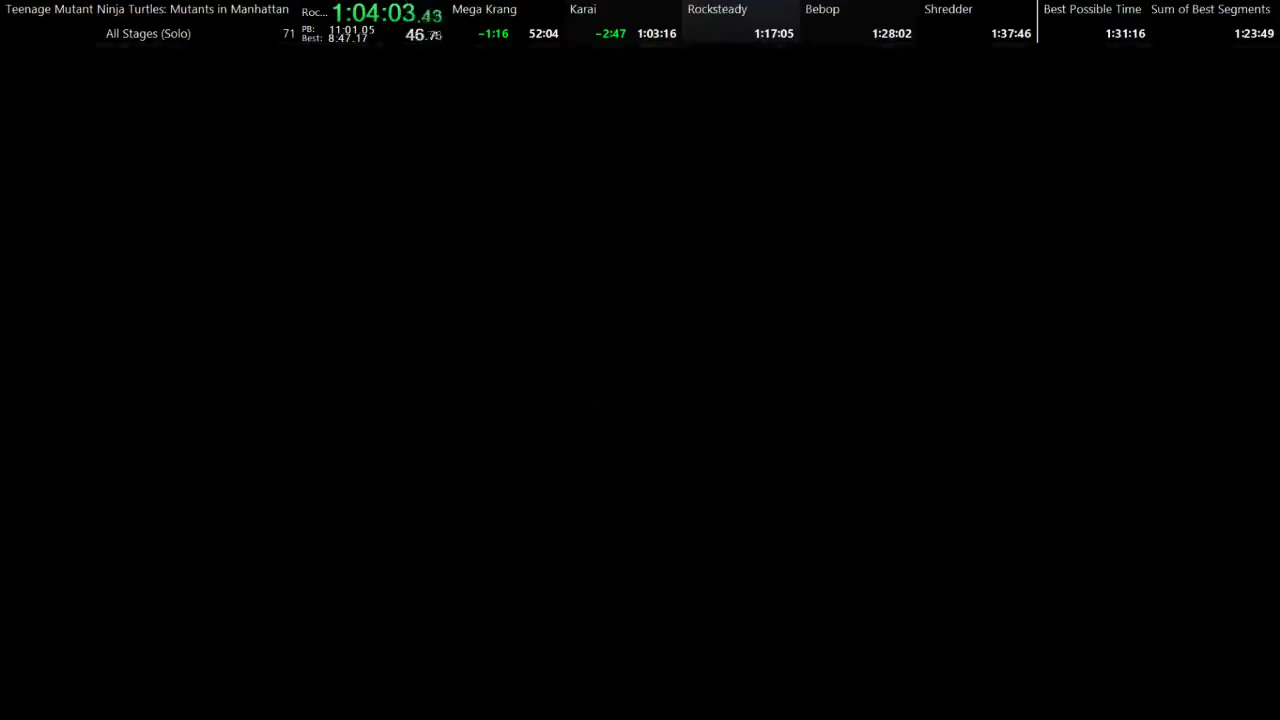 Teenage Mutant Ninja Turtles: Mutants in Manhattan
All Stages (Solo) 71
Roc... 1:04:03.43
PB: 11:01.05
Best: 8:47.17
Mega Krang
-1:16 52:04
Karai
-2:47 1:03:16
Rocksteady
1:17:05
Bebop
1:28:02
Shredder
1:37:46
Best Possible Time
1:31:16
Sum of Best Segments
1:23:49